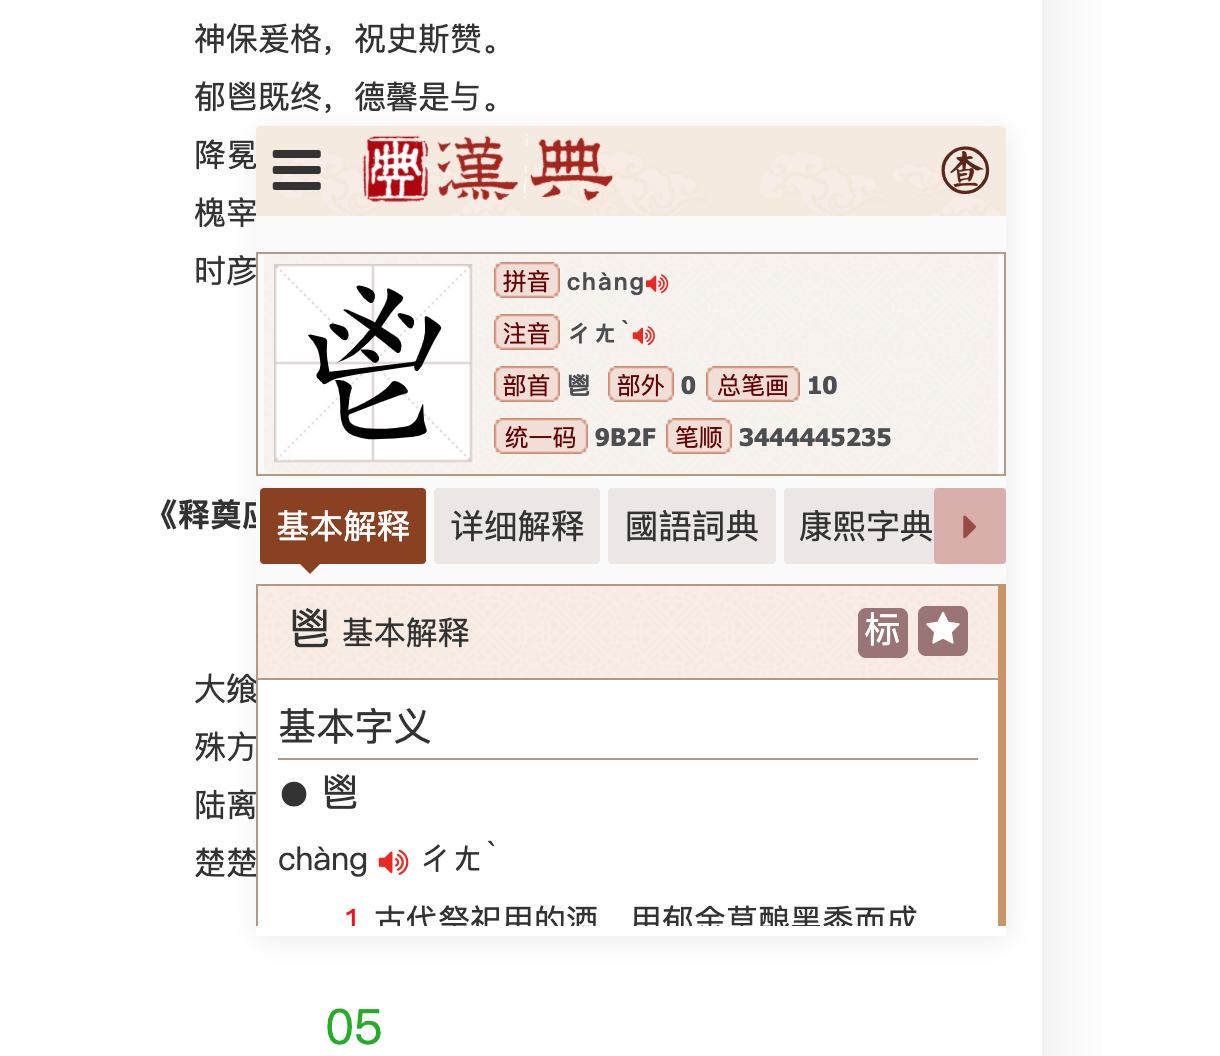 神保爰格，祝史斯赞。
郁鬯既终，德馨是与。
降冕
槐宰
时彦
典 漢典 查
鬯
拼音 chàng
注音 ㄔㄤˋ
部首 鬯 部外 0 总笔画 10
统一码 9B2F 笔顺 3444445235
《释奠应
基本解释 详细解释 國語詞典 康熙字典
鬯 基本解释 标
大飨
基本字义
殊方
● 鬯
陆离
楚楚
chàng ㄔㄤˋ
1 古代祭祀用的酒，用郁金草酿黑黍而成
05